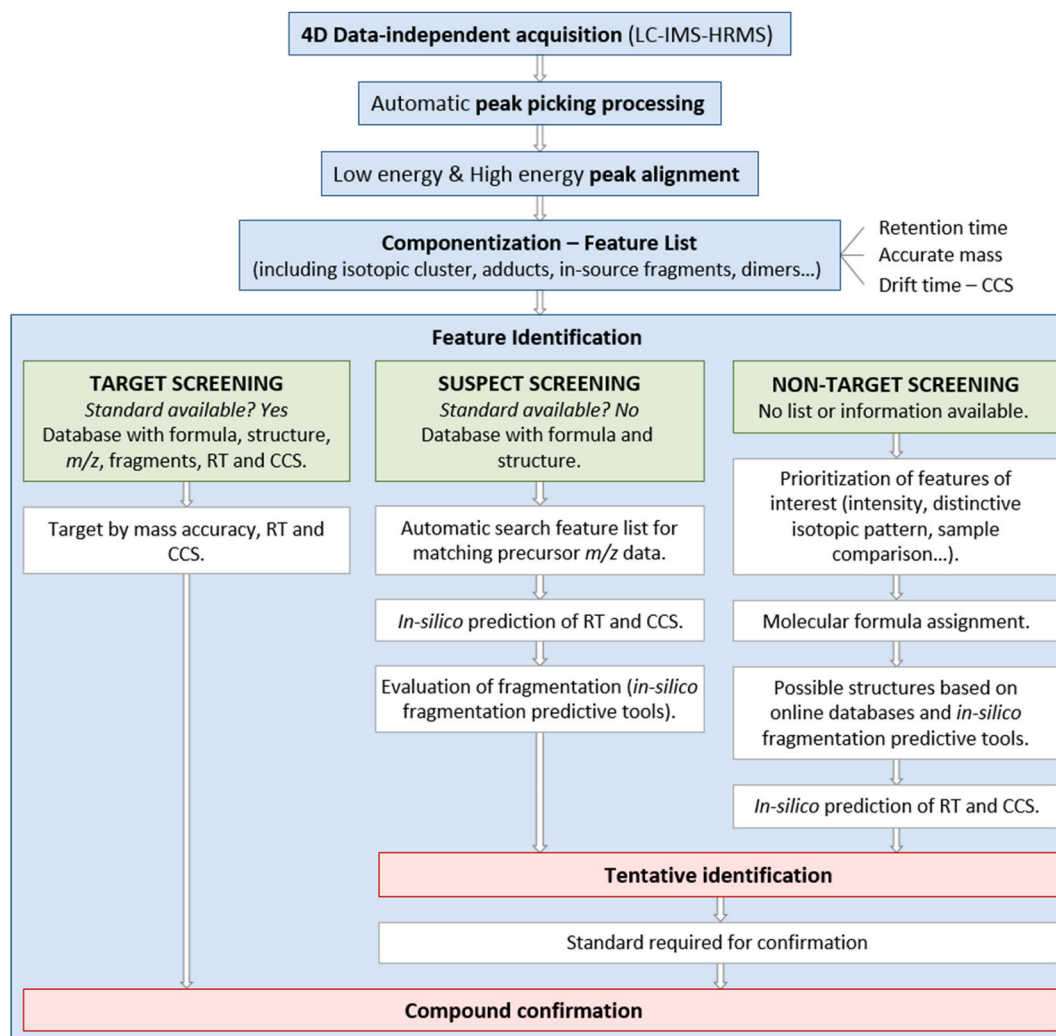 4D Data-independent acquisition (LC-IMS-HRMS)
Automatic peak picking processing
Low energy & High energy peak alignment
Componentization – Feature List
(including isotopic cluster, adducts, in-source fragments, dimers...)
Retention time
Accurate mass
Drift time – CCS
Feature Identification
TARGET SCREENING
Standard available? Yes
Database with formula, structure,
m/z, fragments, RT and CCS.
Target by mass accuracy, RT and
CCS.
SUSPECT SCREENING
Standard available? No
Database with formula and
structure.
Automatic search feature list for
matching precursor m/z data.
In-silico prediction of RT and CCS.
Evaluation of fragmentation (in-silico
fragmentation predictive tools).
NON-TARGET SCREENING
No list or information available.
Prioritization of features of
interest (intensity, distinctive
isotopic pattern, sample
comparison...).
Molecular formula assignment.
Possible structures based on
online databases and in-silico
fragmentation predictive tools.
In-silico prediction of RT and CCS.
Tentative identification
Standard required for confirmation
Compound confirmation